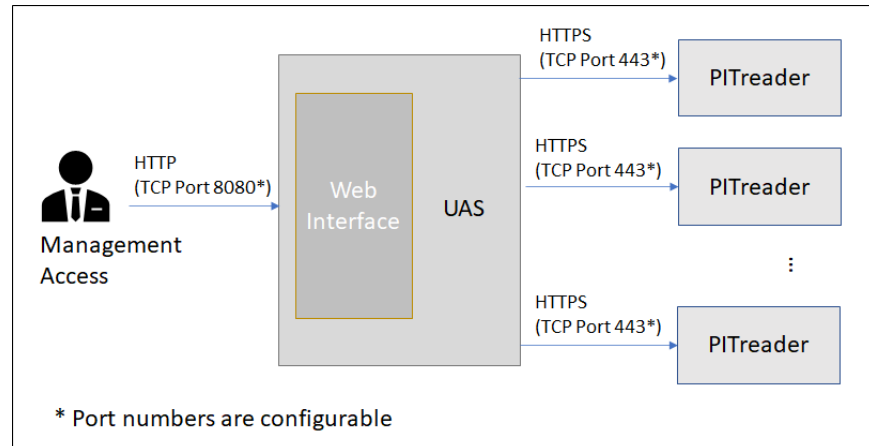 HTTP
(TCP Port 8080*)
Management
Access
Web
Interface
UAS
HTTPS
(TCP Port 443*)
PITreader
HTTPS
(TCP Port 443*)
PITreader
...
HTTPS
(TCP Port 443*)
PITreader
* Port numbers are configurable